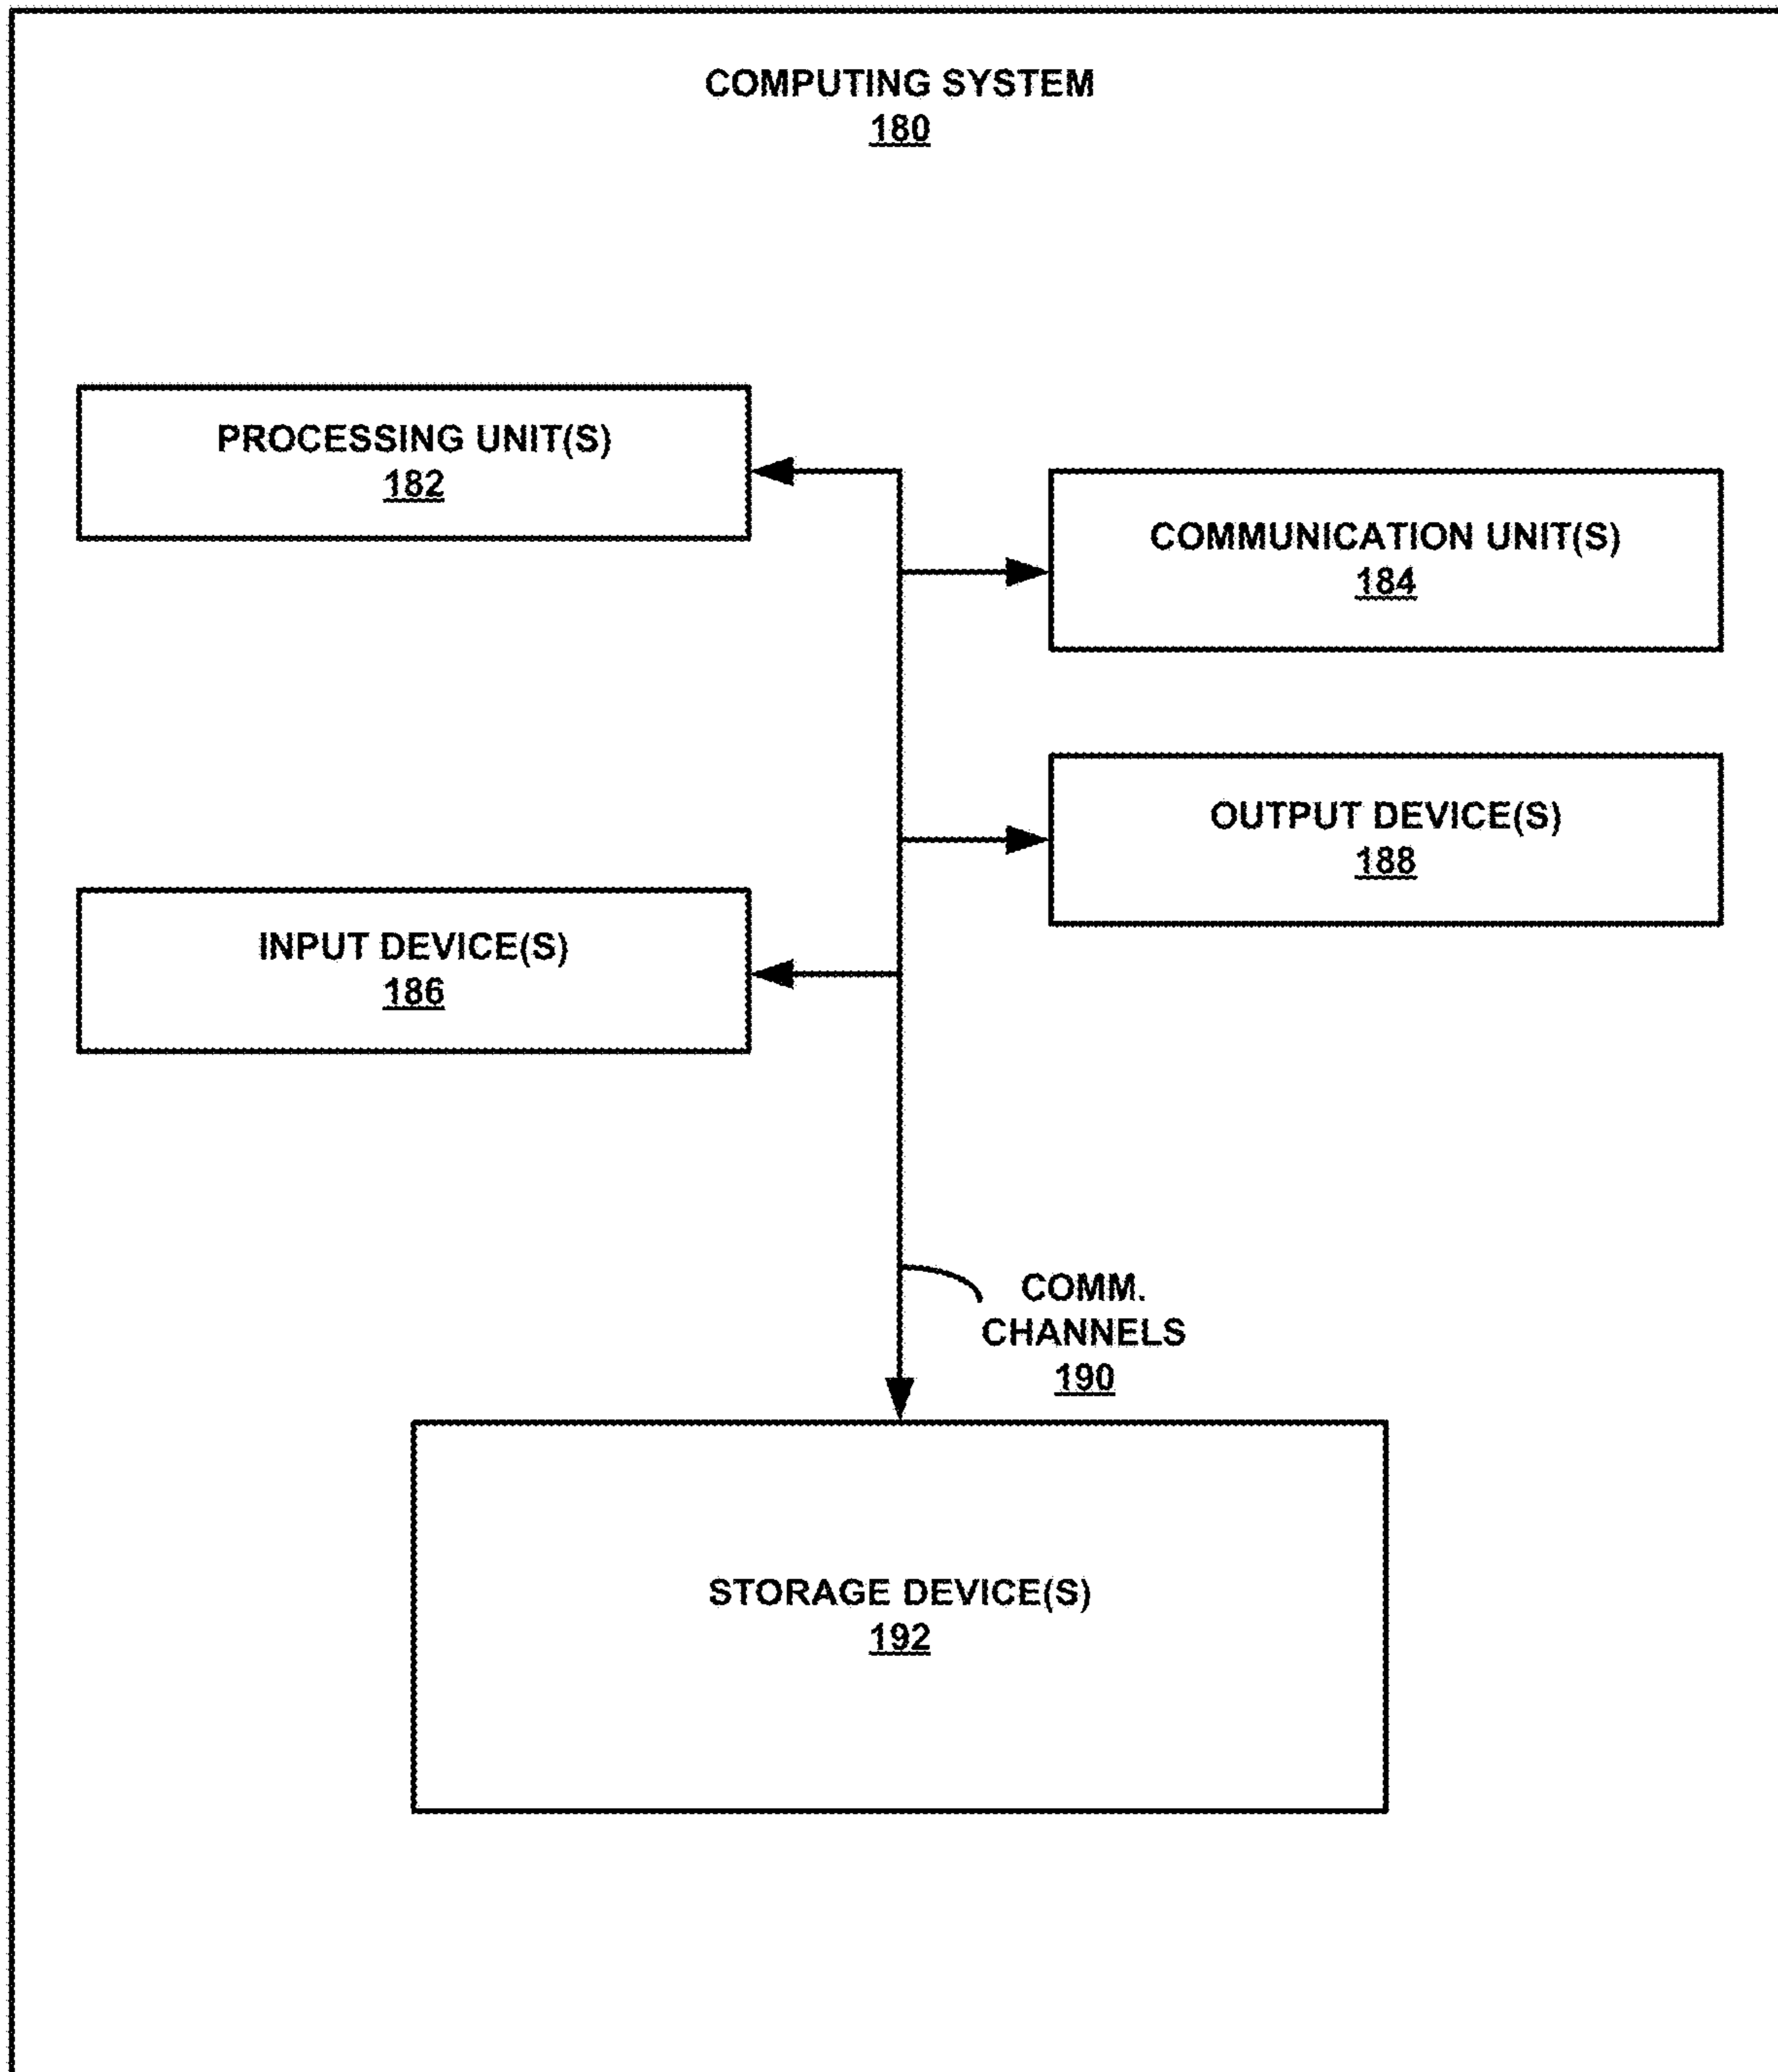 COMPUTING SYSTEM
180
PROCESSING UNIT(S)
182
COMMUNICATION UNIT(S)
184
OUTPUT DEVICE(S)
188
INPUT DEVICE(S)
186
COMM.
CHANNELS
190
STORAGE DEVICE(S)
192